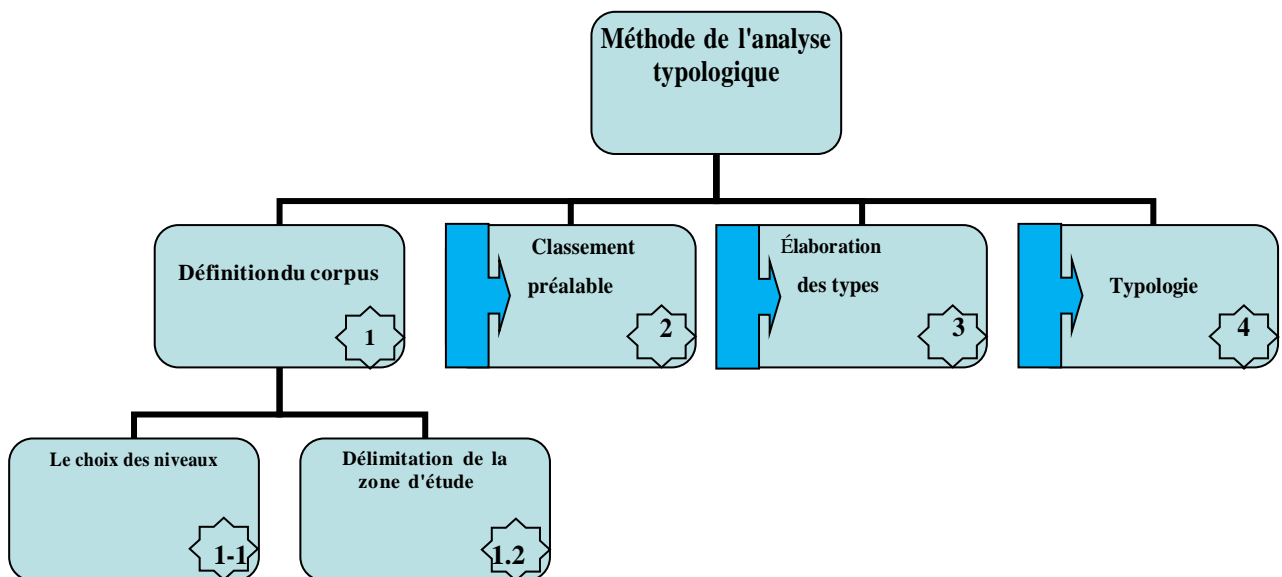 Méthode de l'analyse
typologique
Définitiondu corpus
1
Classement
préalable
2
Élaboration
des types
3
Typologie
4
Le choix des niveaux
1-1
Délimitation de la
zone d'étude
1.2